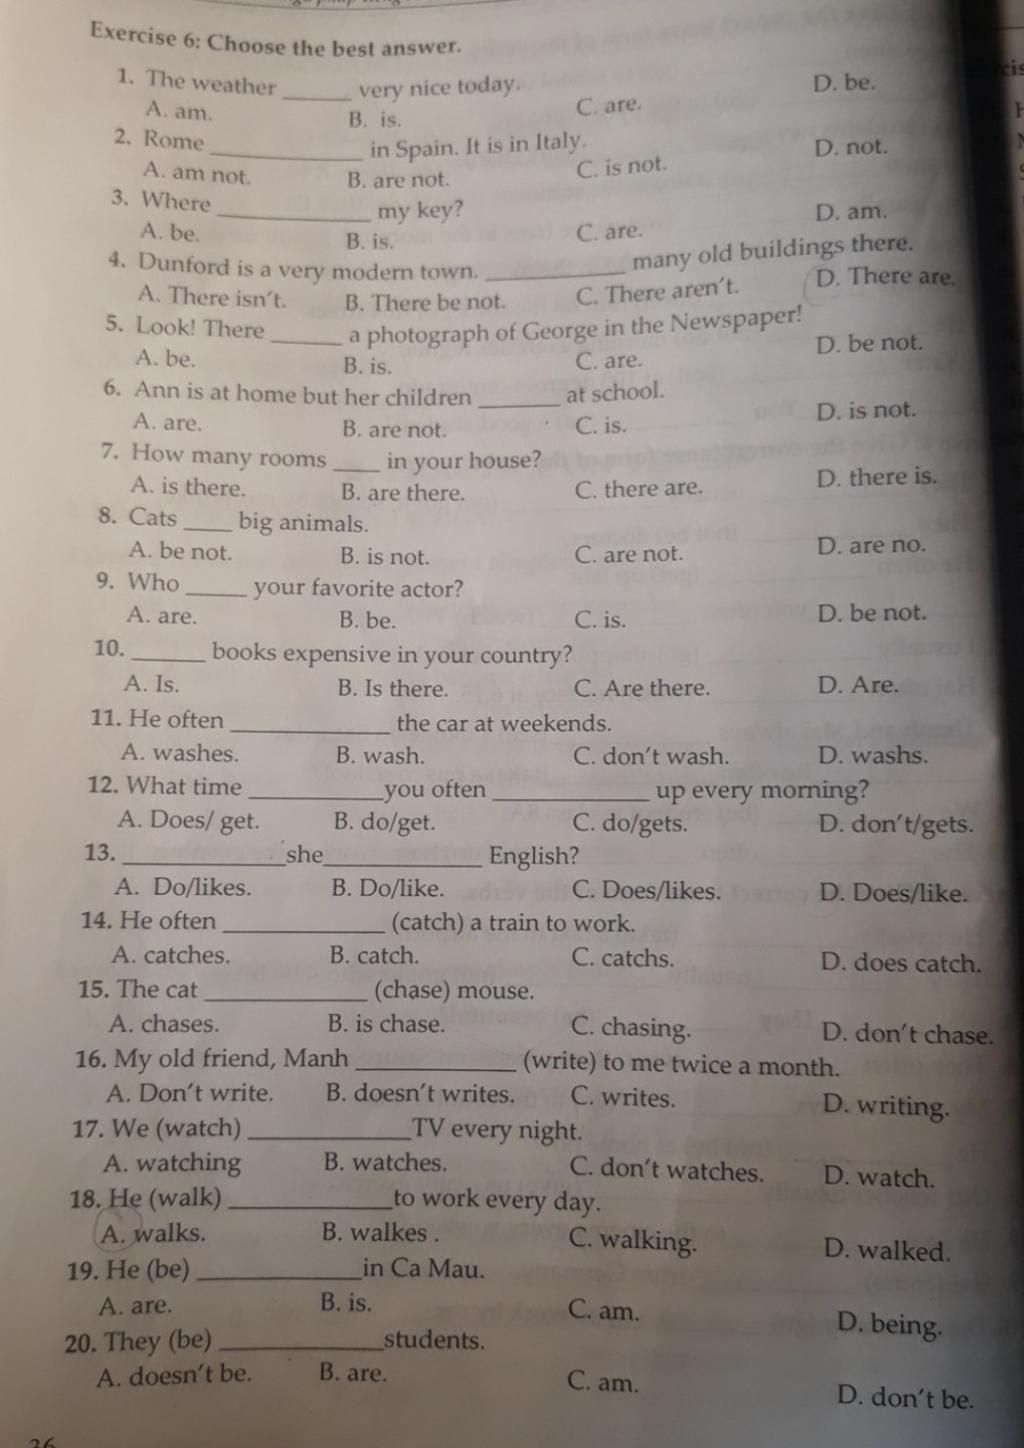 Exercise 6: Choose the best answer.
1. The weather ______ very nice today.
A. am. B. is. C. are. D. be.
2. Rome ____________ in Spain. It is in Italy.
A. am not. B. are not. C. is not. D. not.
3. Where ____________ my key?
A. be. B. is. C. are. D. am.
4. Dunford is a very modern town. ____________ many old buildings there.
A. There isn't. B. There be not. C. There aren't. D. There are.
5. Look! There ______ a photograph of George in the Newspaper!
A. be. B. is. C. are. D. be not.
6. Ann is at home but her children _______ at school.
A. are. B. are not. C. is. D. is not.
7. How many rooms ____ in your house?
A. is there. B. are there. C. there are. D. there is.
8. Cats ____ big animals.
A. be not. B. is not. C. are not. D. are no.
9. Who _____ your favorite actor?
A. are. B. be. C. is. D. be not.
10. ______ books expensive in your country?
A. Is. B. Is there. C. Are there. D. Are.
11. He often _____________ the car at weekends.
A. washes. B. wash. C. don't wash. D. washs.
12. What time ___________you often _____________ up every morning?
A. Does/ get. B. do/get. C. do/gets. D. don't/gets.
13. _____________she_____________ English?
A. Do/likes. B. Do/like. C. Does/likes. D. Does/like.
14. He often _____________ (catch) a train to work.
A. catches. B. catch. C. catchs. D. does catch.
15. The cat _____________ (chase) mouse.
A. chases. B. is chase. C. chasing. D. don't chase.
16. My old friend, Manh _____________ (write) to me twice a month.
A. Don't write. B. doesn't writes. C. writes. D. writing.
17. We (watch) _____________TV every night.
A. watching B. watches. C. don't watches. D. watch.
18. He (walk) _____________to work every day.
A. walks. B. walkes . C. walking. D. walked.
19. He (be) _____________in Ca Mau.
A. are. B. is. C. am. D. being.
20. They (be) _____________students.
A. doesn't be. B. are. C. am. D. don't be.